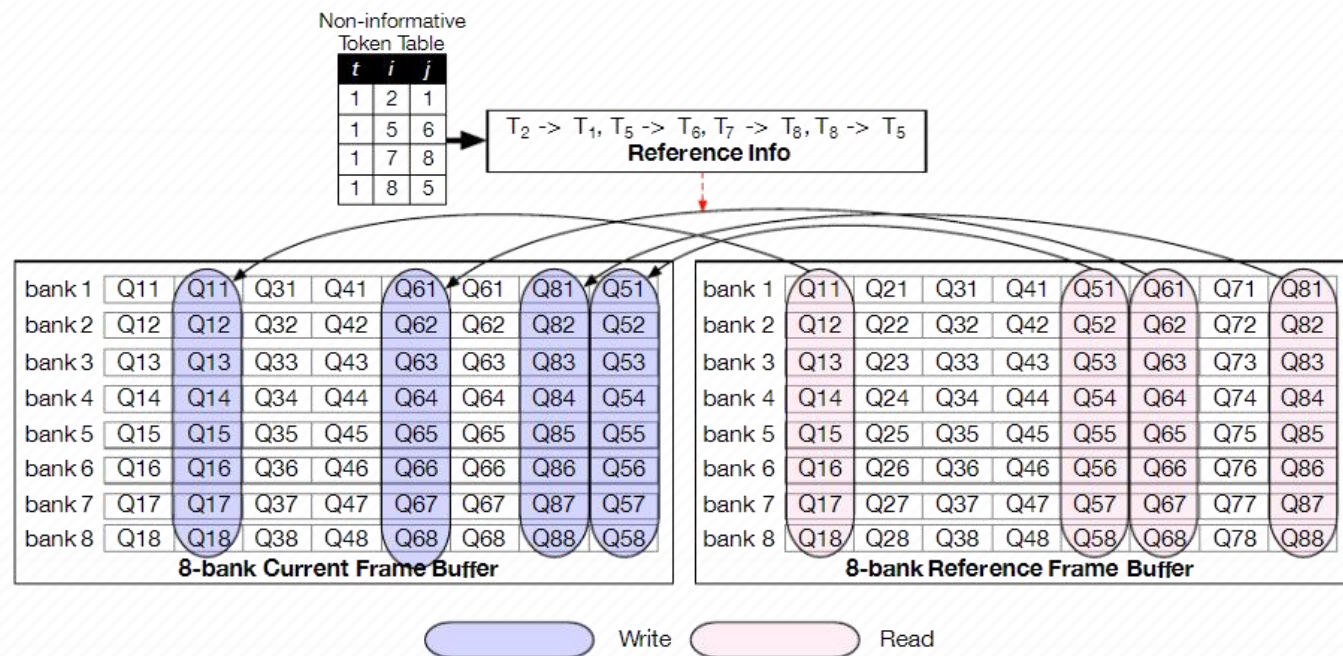 Non-informative
Token Table
t i j
1 2 1
1 5 6
1 7 8
1 8 5
T2 -> T1, T5 -> T6, T7 -> T8, T8 -> T5
Reference Info
bank 1 Q11 Q11 Q31 Q41 Q61 Q61 Q81 Q51
bank 2 Q12 Q12 Q32 Q42 Q62 Q62 Q82 Q52
bank 3 Q13 Q13 Q33 Q43 Q63 Q63 Q83 Q53
bank 4 Q14 Q14 Q34 Q44 Q64 Q64 Q84 Q54
bank 5 Q15 Q15 Q35 Q45 Q65 Q65 Q85 Q55
bank 6 Q16 Q16 Q36 Q46 Q66 Q66 Q86 Q56
bank 7 Q17 Q17 Q37 Q47 Q67 Q67 Q87 Q57
bank 8 Q18 Q18 Q38 Q48 Q68 Q68 Q88 Q58
8-bank Current Frame Buffer
bank 1 Q11 Q21 Q31 Q41 Q51 Q61 Q71 Q81
bank 2 Q12 Q22 Q32 Q42 Q52 Q62 Q72 Q82
bank 3 Q13 Q23 Q33 Q43 Q53 Q63 Q73 Q83
bank 4 Q14 Q24 Q34 Q44 Q54 Q64 Q74 Q84
bank 5 Q15 Q25 Q35 Q45 Q55 Q65 Q75 Q85
bank 6 Q16 Q26 Q36 Q46 Q56 Q66 Q76 Q86
bank 7 Q17 Q27 Q37 Q47 Q57 Q67 Q77 Q87
bank 8 Q18 Q28 Q38 Q48 Q58 Q68 Q78 Q88
8-bank Reference Frame Buffer
Write
Read